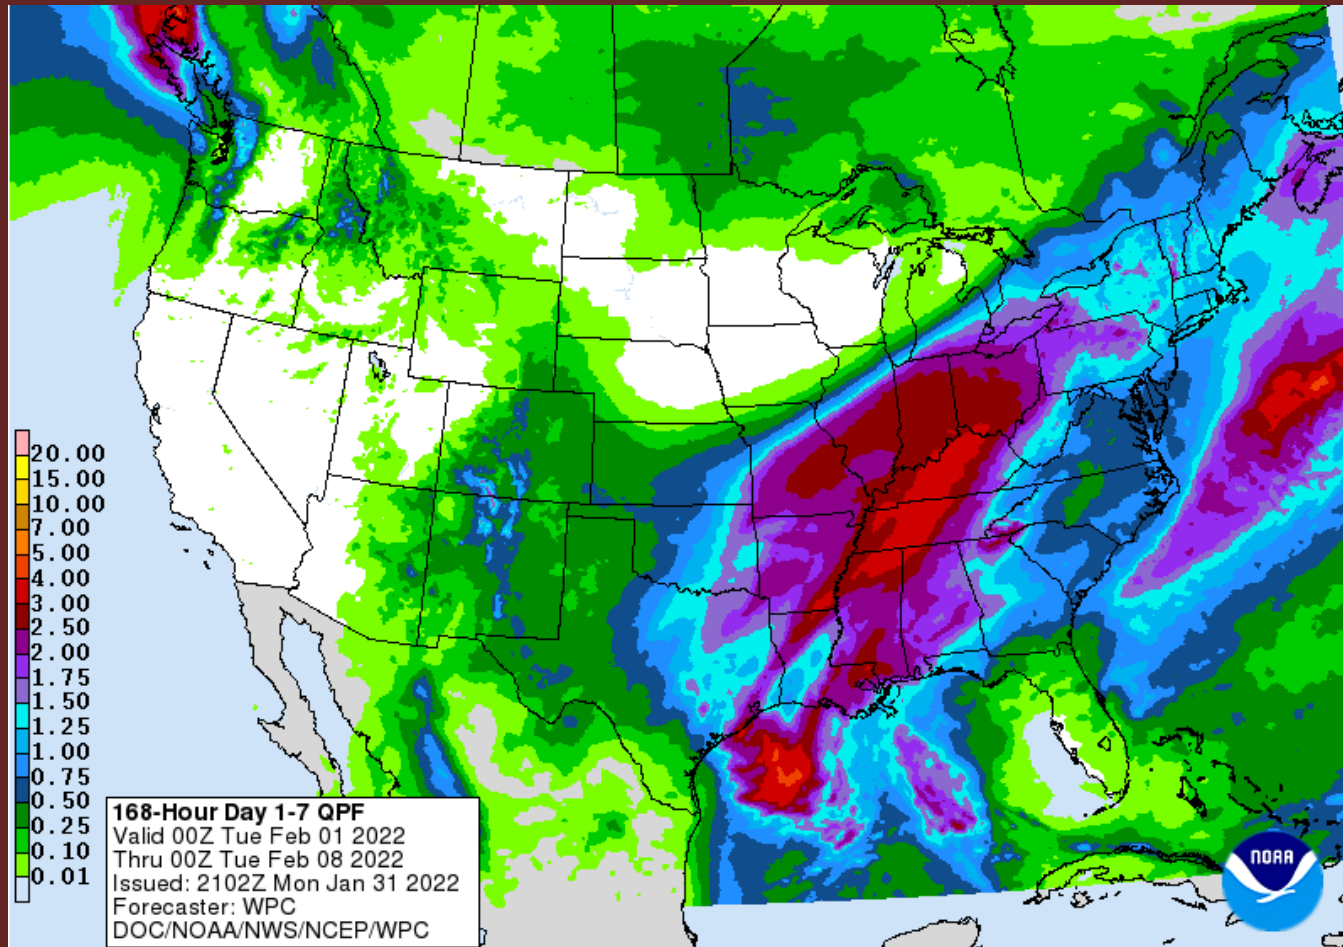 20.00
15.00
10.00
7.00
5.00
4.00
3.00
2.50
2.00
1.75
1.50
1.25
1.00
0.75
0.50
0.25
0.10
0.01
168-Hour Day 1-7 QPF
Valid 00Z Tue Feb 01 2022
Thru 00Z Tue Feb 08 2022
Issued: 2102Z Mon Jan 31 2022
Forecaster: WPC
DOC/NOAA/NWS/NCEP/WPC
NOAA